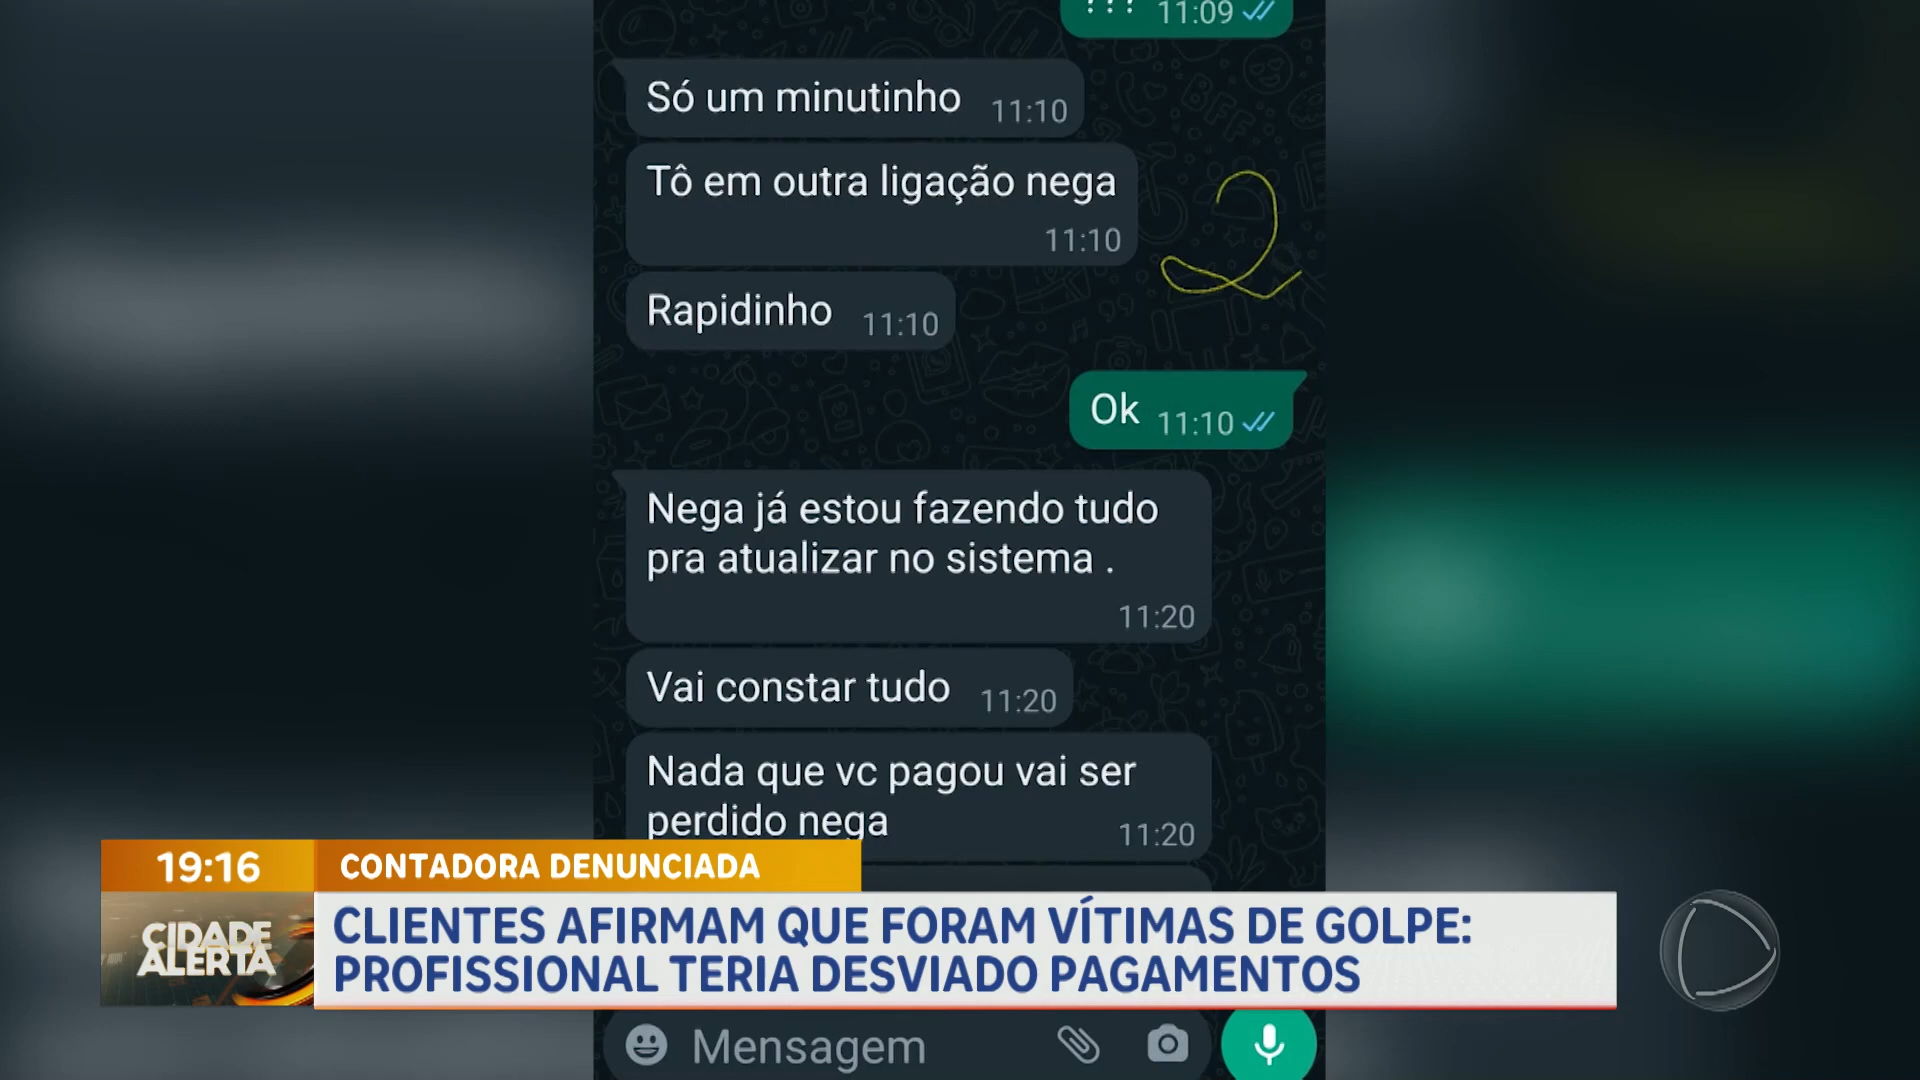 ??? 11:09
Só um minutinho 11:10
Tô em outra ligação nega
11:10
2
Rapidinho 11:10
Ok 11:10
Nega já estou fazendo tudo
pra atualizar no sistema .
11:20
Vai constar tudo 11:20
Nada que vc pagou vai ser
perdido nega 11:20
19:16 CONTADORA DENUNCIADA
CIDADE
ALERTA
CLIENTES AFIRMAM QUE FORAM VÍTIMAS DE GOLPE:
PROFISSIONAL TERIA DESVIADO PAGAMENTOS
Mensagem